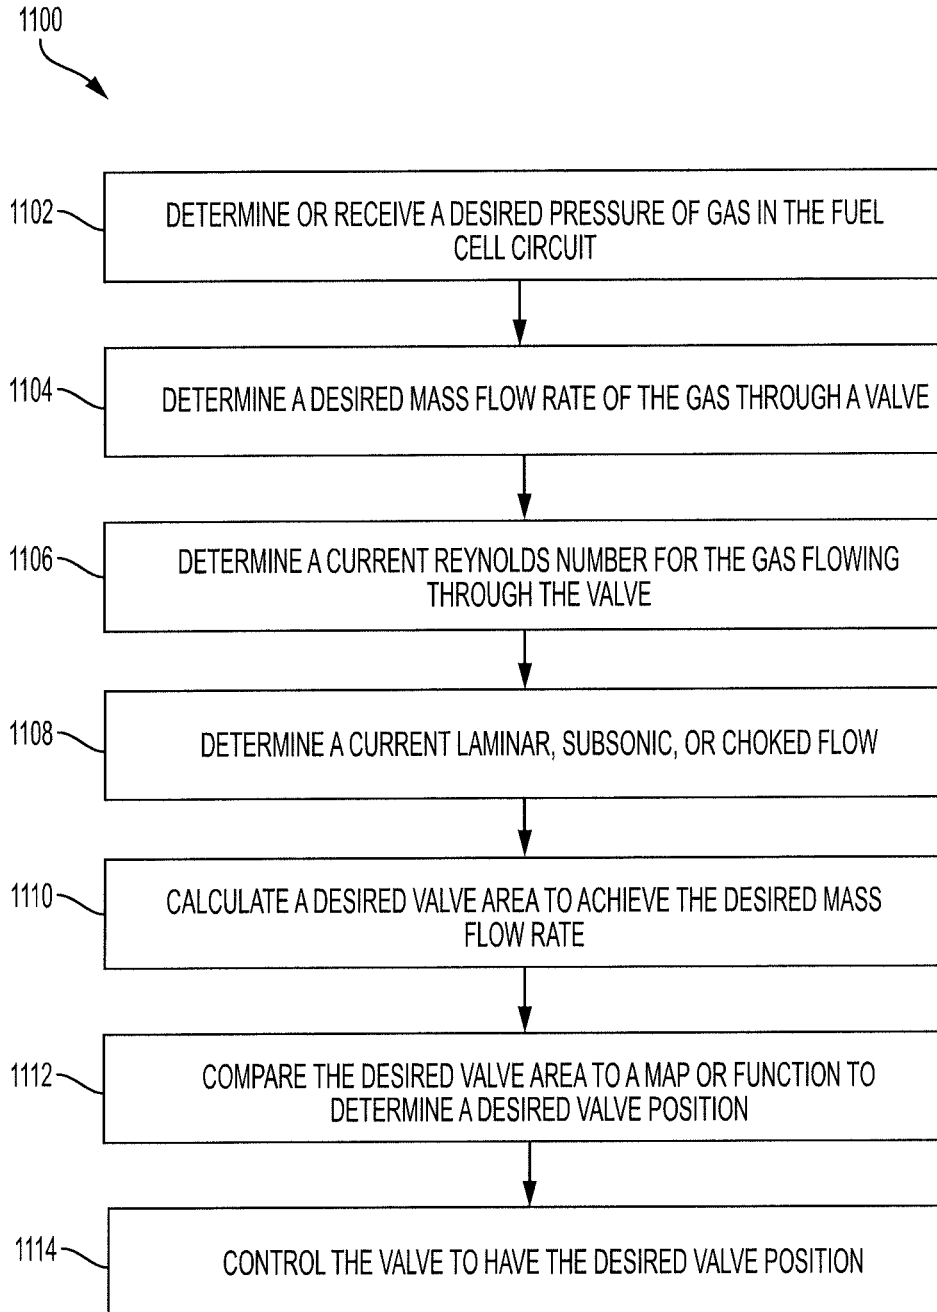 1100
1102
DETERMINE OR RECEIVE A DESIRED PRESSURE OF GAS IN THE FUEL
CELL CIRCUIT
1104
DETERMINE A DESIRED MASS FLOW RATE OF THE GAS THROUGH A VALVE
1106
DETERMINE A CURRENT REYNOLDS NUMBER FOR THE GAS FLOWING
THROUGH THE VALVE
1108
DETERMINE A CURRENT LAMINAR, SUBSONIC, OR CHOKED FLOW
1110
CALCULATE A DESIRED VALVE AREA TO ACHIEVE THE DESIRED MASS
FLOW RATE
1112
COMPARE THE DESIRED VALVE AREA TO A MAP OR FUNCTION TO
DETERMINE A DESIRED VALVE POSITION
1114
CONTROL THE VALVE TO HAVE THE DESIRED VALVE POSITION